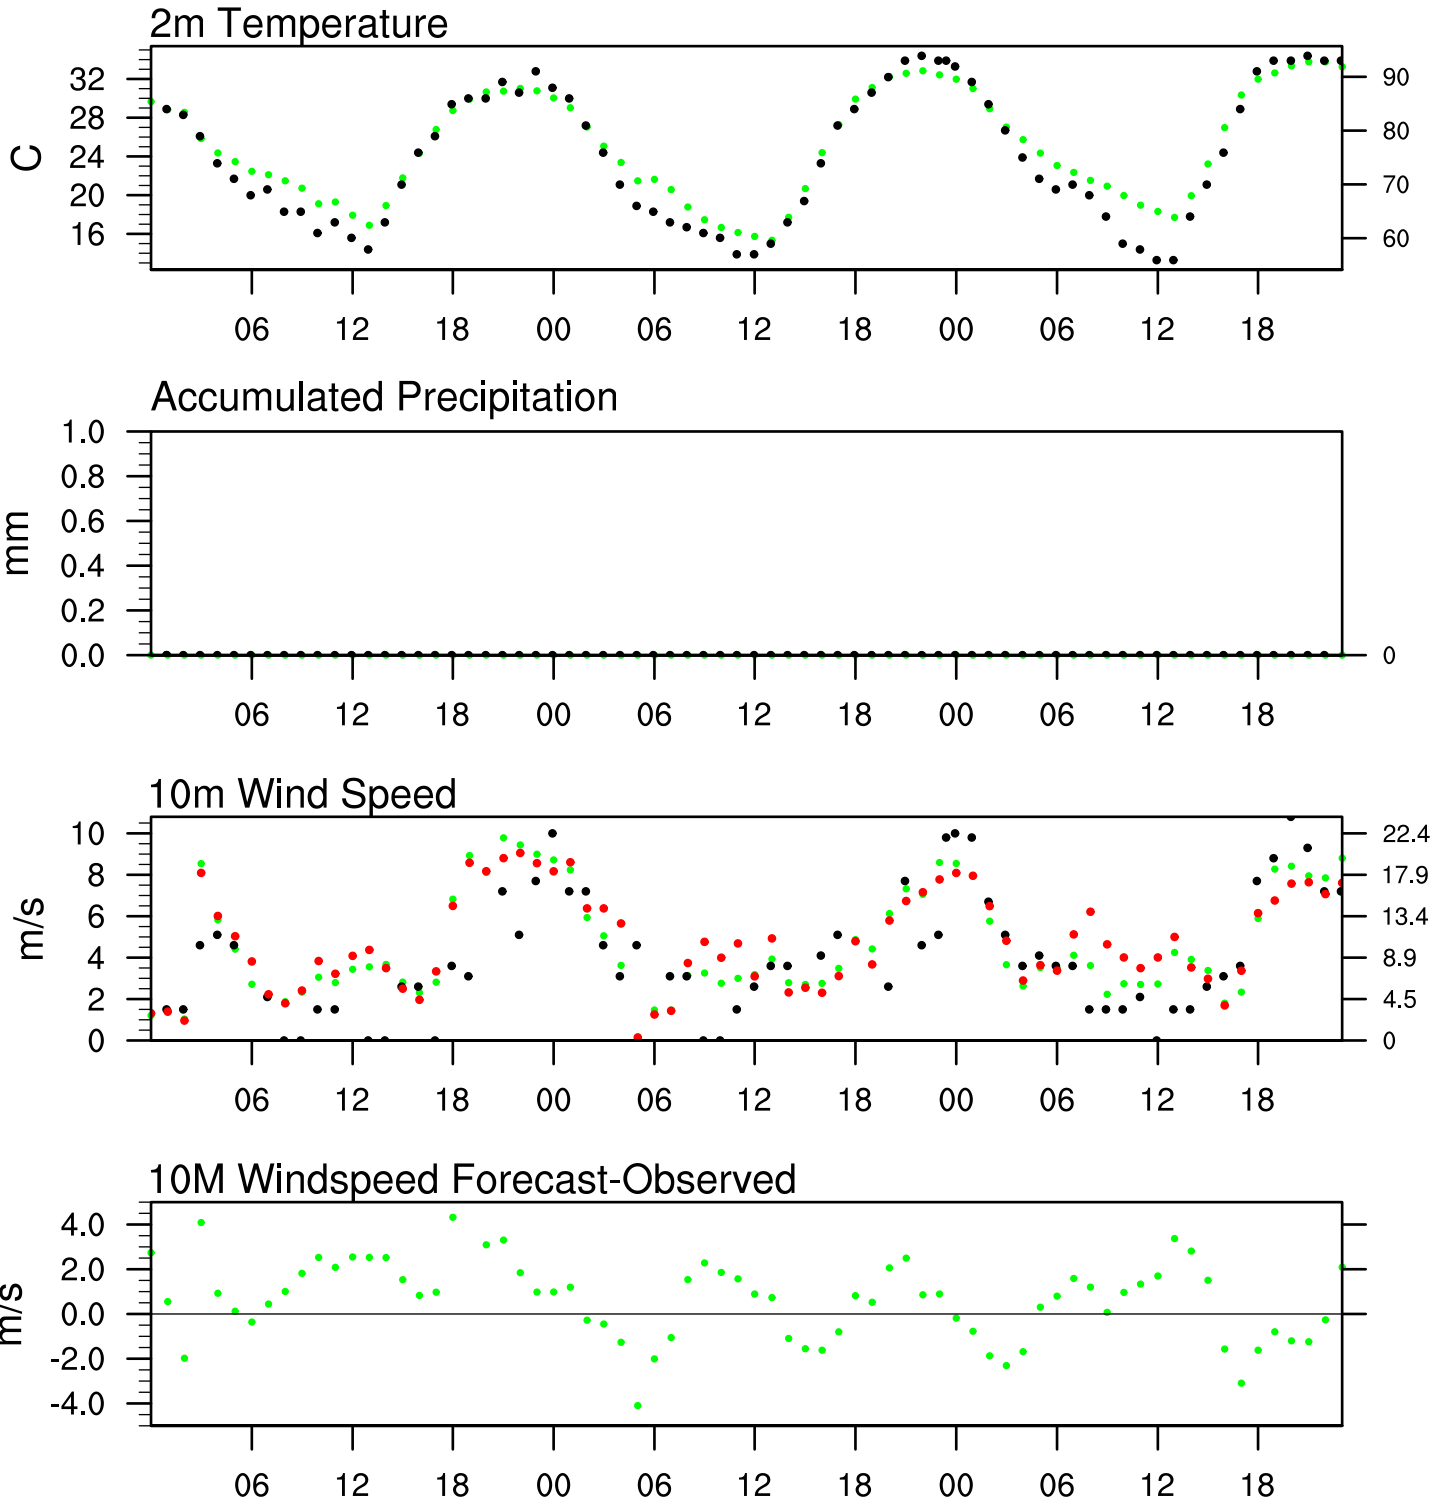 2m Temperature
C
32
28
24
20
16
90
80
70
60
06 12 18 00 06 12 18 00 06 12 18
Accumulated Precipitation
mm
1.0
0.8
0.6
0.4
0.2
0.0
0
06 12 18 00 06 12 18 00 06 12 18
10m Wind Speed
m/s
10
8
6
4
2
0
22.4
17.9
13.4
8.9
4.5
0
06 12 18 00 06 12 18 00 06 12 18
10M Windspeed Forecast-Observed
m/s
4.0
2.0
0.0
-2.0
-4.0
06 12 18 00 06 12 18 00 06 12 18